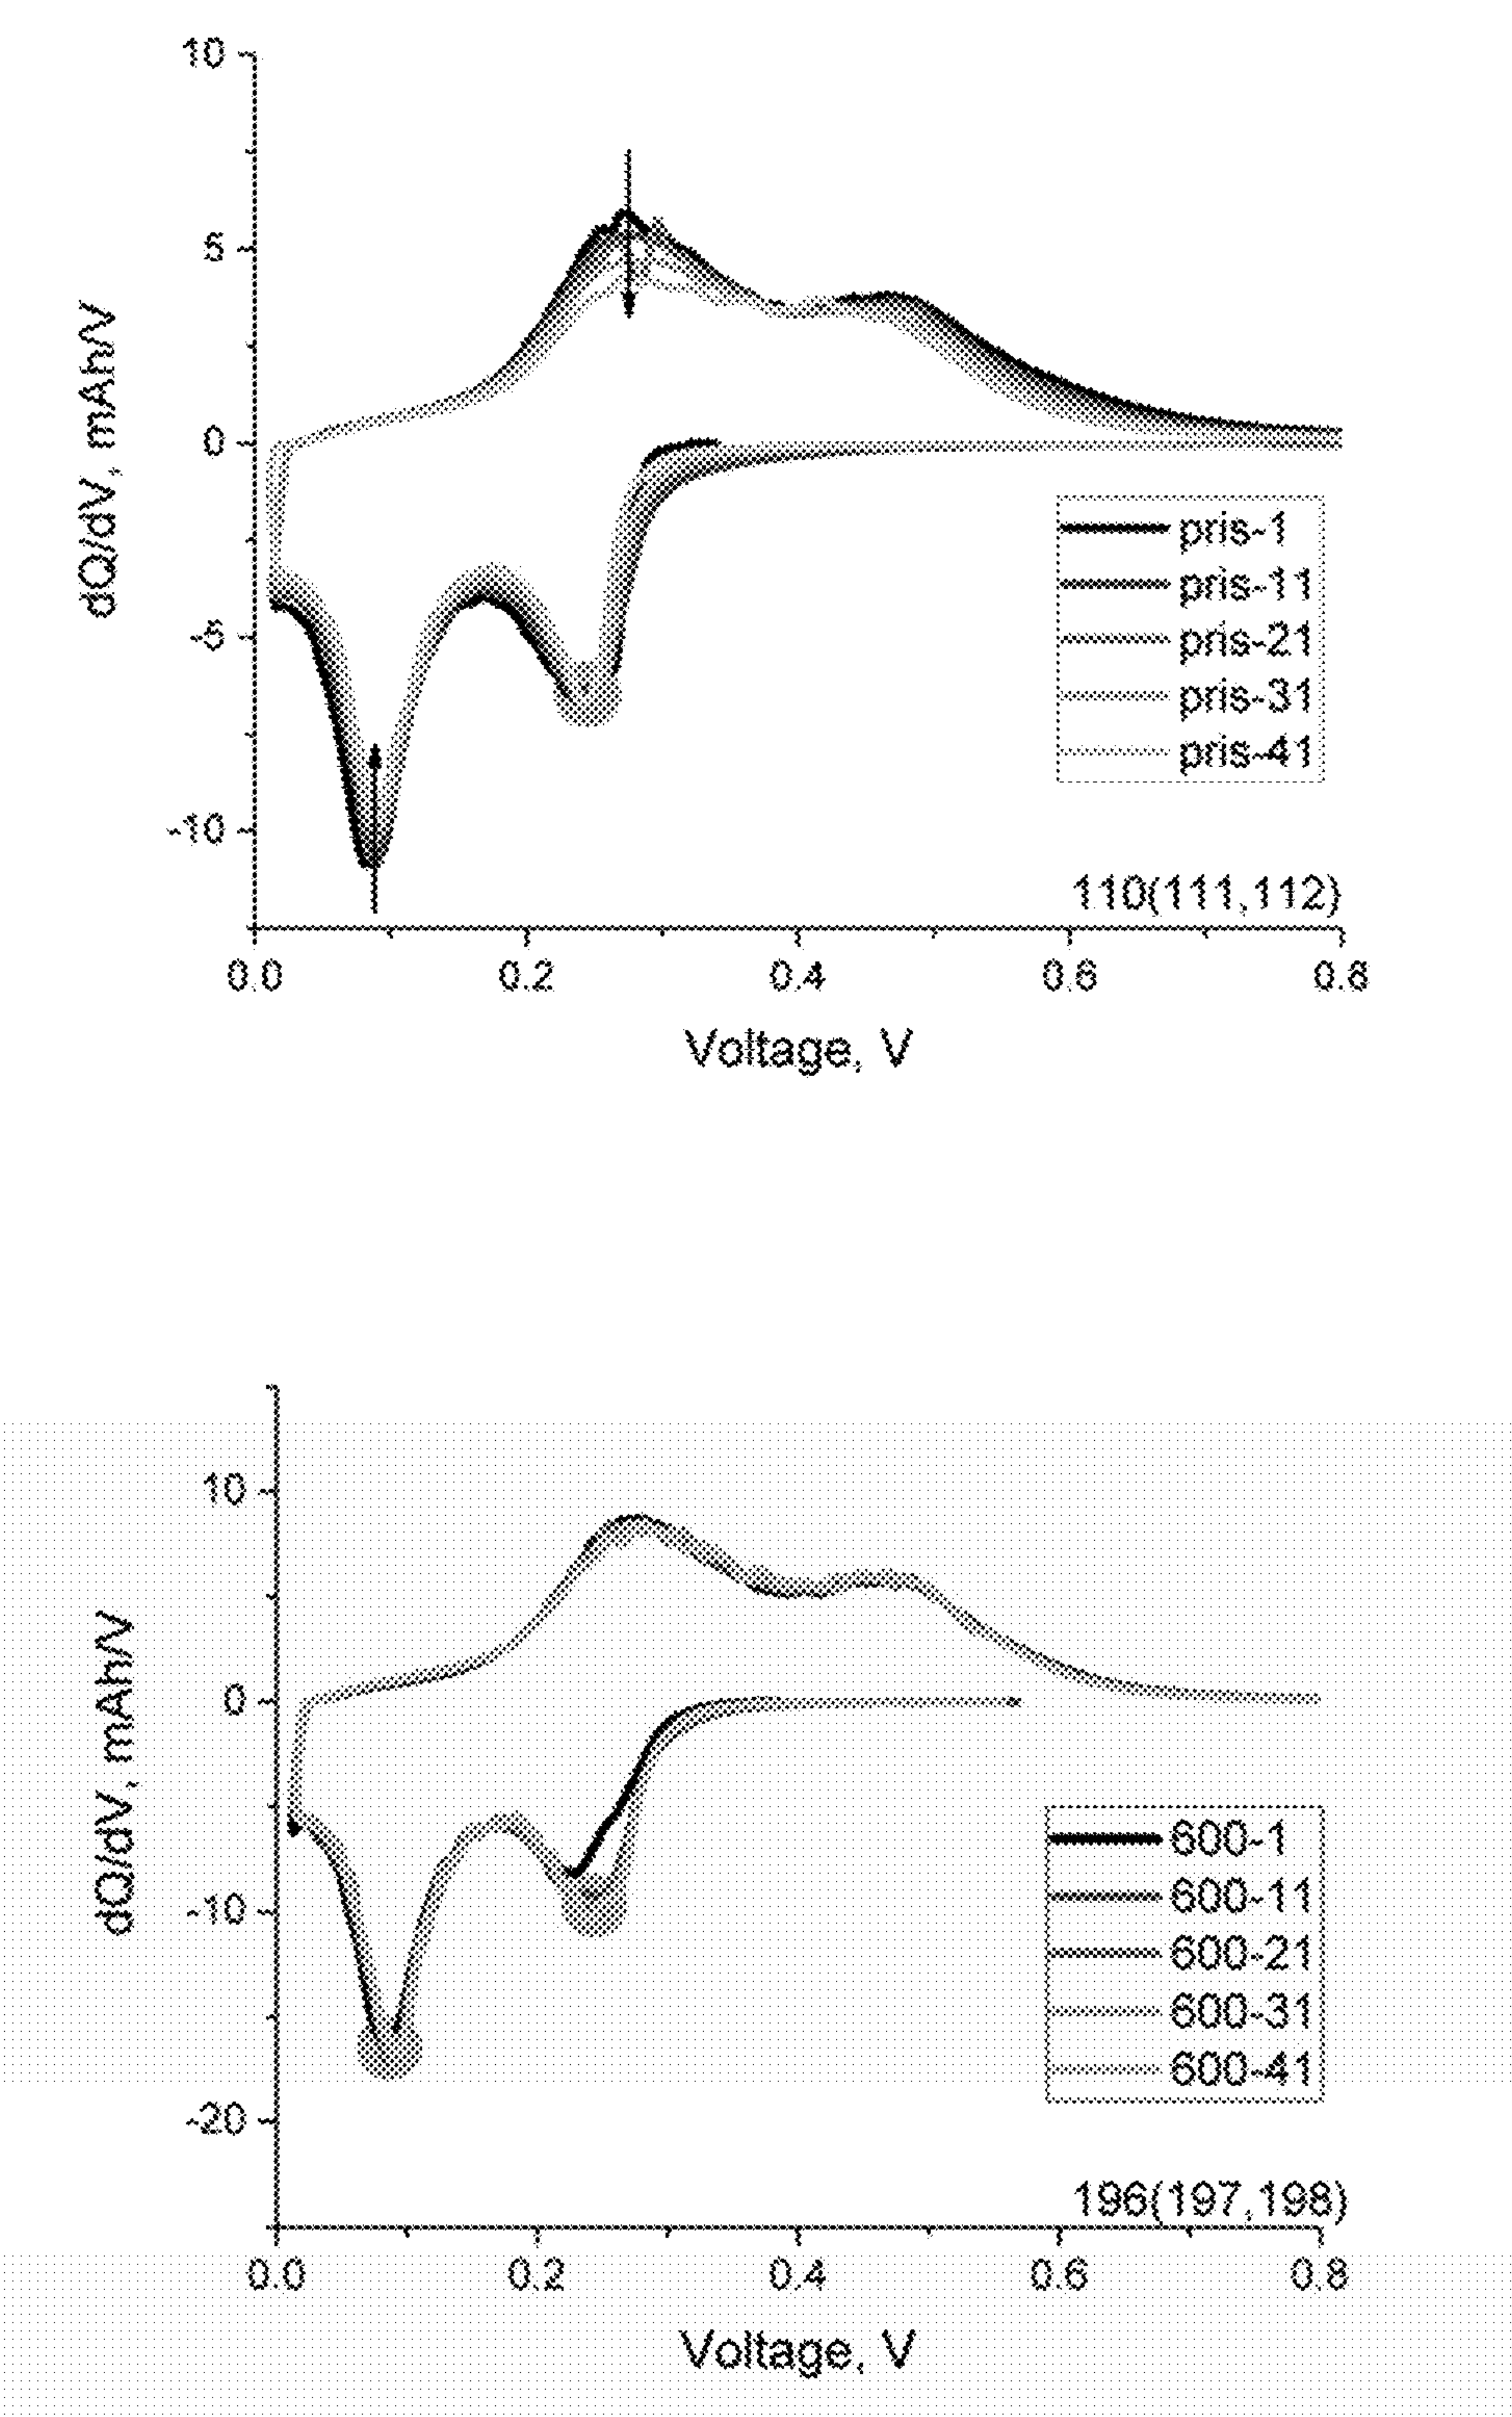 10
5
0
-5
-10
dQ/dV, mAh/V
pris-1
pris-11
pris-21
pris-31
pris-41
110(111,112)
0.0 0.2 0.4 0.6 0.8
Voltage, V
10
0
-10
-20
dQ/dV, mAh/V
600-1
600-11
600-21
600-31
600-41
196(197,198)
0.0 0.2 0.4 0.6 0.8
Voltage, V